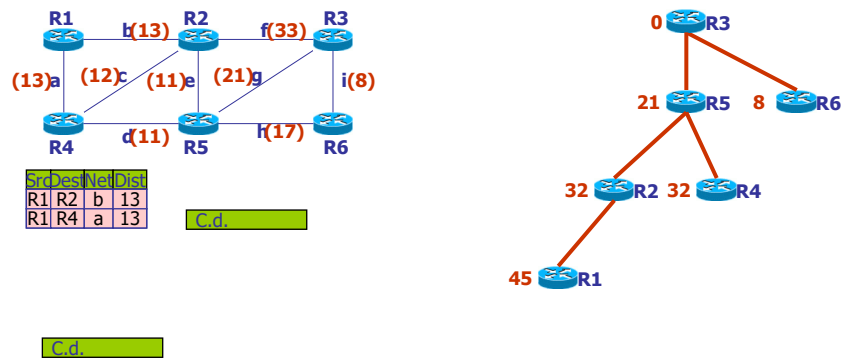 R1 R2 R3
b(13) f(33)
(13)a (12)c (11)e (21)g i(8)
d(11) h(17)
R4 R5 R6
Src Dest Net Dist
R1 R2 b 13
R1 R4 a 13
C.d.
C.d.
0 R3
21 R5 8 R6
32 R2 32 R4
45 R1